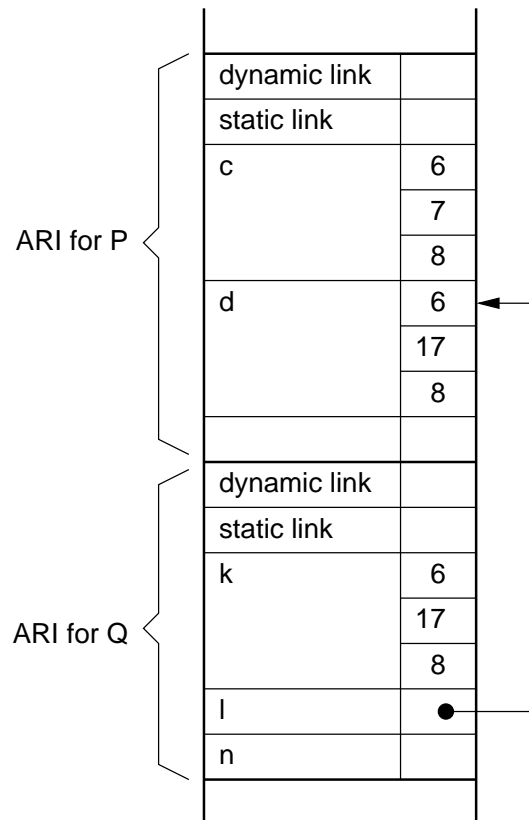 dynamic link
static link
c 6
7
ARI for P
8
d 6
17
8
dynamic link
static link
k 6
17
ARI for Q
8
l
n